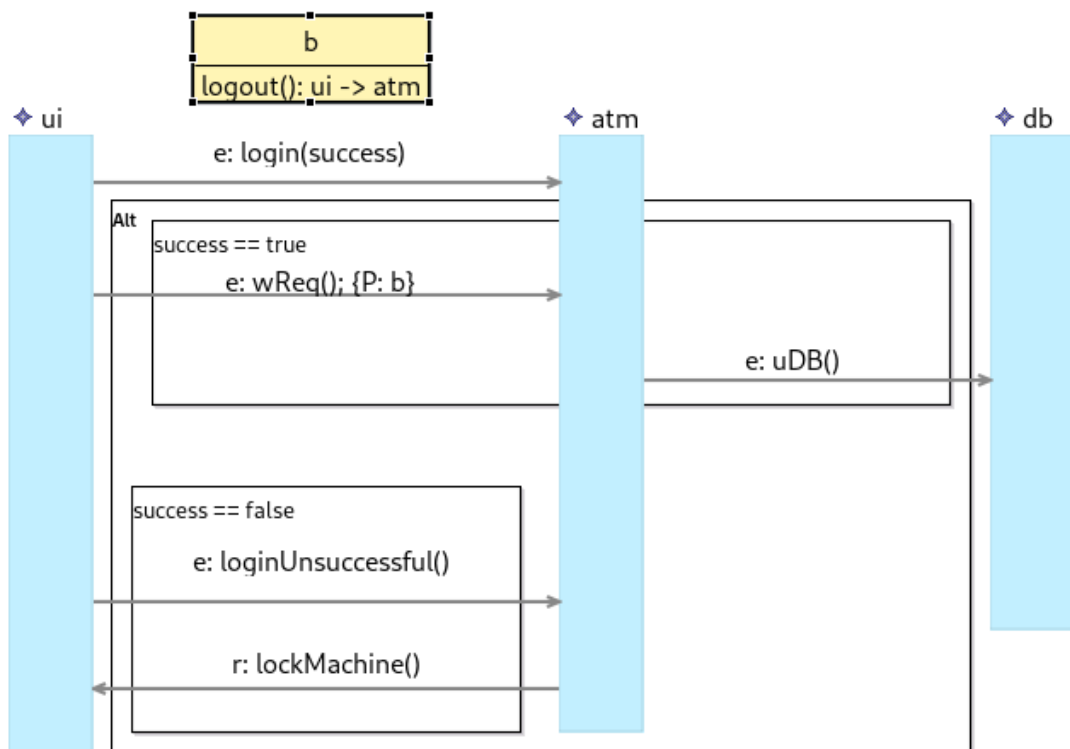 b
logout(): ui -> atm
ui
atm
db
e: login(success)
Alt
success == true
e: wReq(); {P: b}
e: uDB()
success == false
e: loginUnsuccessful()
r: lockMachine()